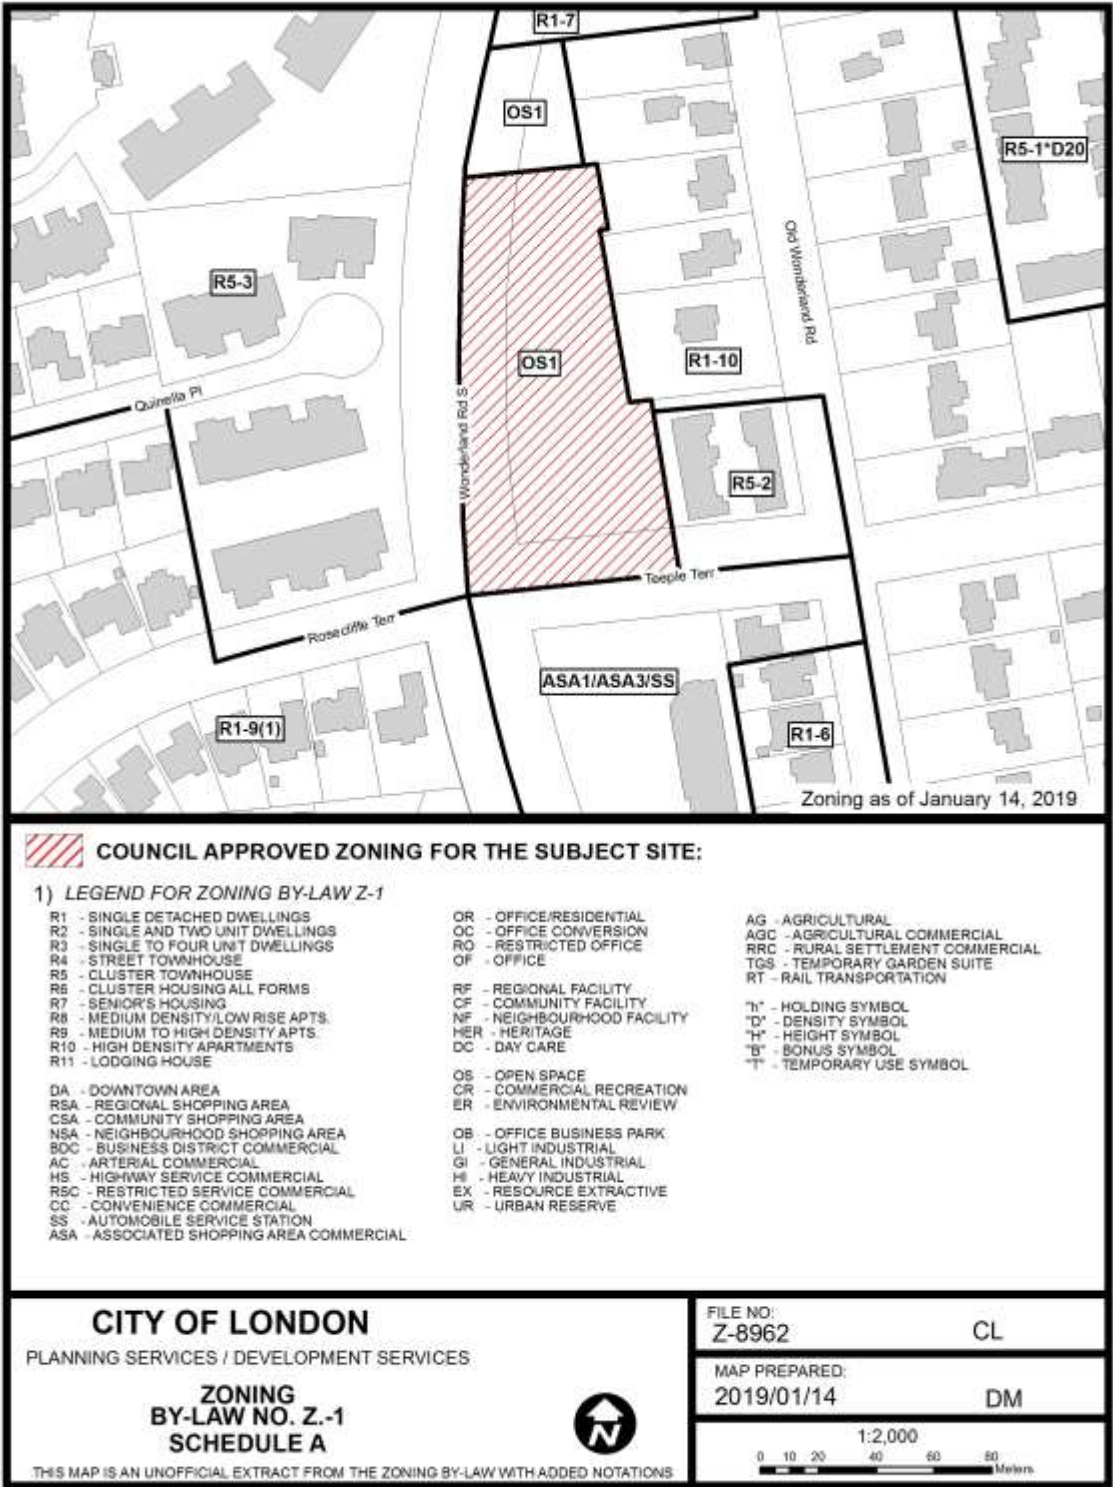 R1-7
OS1
R5-1*D20
Old Wonderland Rd
R5-3
OS1
R1-10
Quinella Pl
Wonderland Rd S
R5-2
Teeple Terr
Rosecliffe Terr
ASA1/ASA3/SS
R1-9(1)
R1-6
Zoning as of January 14, 2019
COUNCIL APPROVED ZONING FOR THE SUBJECT SITE:
1) LEGEND FOR ZONING BY-LAW Z-1
R1 - SINGLE DETACHED DWELLINGS
R2 - SINGLE AND TWO UNIT DWELLINGS
R3 - SINGLE TO FOUR UNIT DWELLINGS
R4 - STREET TOWNHOUSE
R5 - CLUSTER TOWNHOUSE
R6 - CLUSTER HOUSING ALL FORMS
R7 - SENIOR'S HOUSING
R8 - MEDIUM DENSITY/LOW RISE APTS.
R9 - MEDIUM TO HIGH DENSITY APTS.
R10 - HIGH DENSITY APARTMENTS
R11 - LODGING HOUSE
DA - DOWNTOWN AREA
RSA - REGIONAL SHOPPING AREA
CSA - COMMUNITY SHOPPING AREA
NSA - NEIGHBOURHOOD SHOPPING AREA
BDC - BUSINESS DISTRICT COMMERCIAL
AC - ARTERIAL COMMERCIAL
HS - HIGHWAY SERVICE COMMERCIAL
RSC - RESTRICTED SERVICE COMMERCIAL
CC - CONVENIENCE COMMERCIAL
SS - AUTOMOBILE SERVICE STATION
ASA - ASSOCIATED SHOPPING AREA COMMERCIAL
OR - OFFICE/RESIDENTIAL
OC - OFFICE CONVERSION
RO - RESTRICTED OFFICE
OF - OFFICE
RF - REGIONAL FACILITY
CF - COMMUNITY FACILITY
NF - NEIGHBOURHOOD FACILITY
HER - HERITAGE
DC - DAY CARE
OS - OPEN SPACE
CR - COMMERCIAL RECREATION
ER - ENVIRONMENTAL REVIEW
OB - OFFICE BUSINESS PARK
LI - LIGHT INDUSTRIAL
GI - GENERAL INDUSTRIAL
HI - HEAVY INDUSTRIAL
EX - RESOURCE EXTRACTIVE
UR - URBAN RESERVE
AG - AGRICULTURAL
AGC - AGRICULTURAL COMMERCIAL
RRC - RURAL SETTLEMENT COMMERCIAL
TGS - TEMPORARY GARDEN SUITE
RT - RAIL TRANSPORTATION
"h" - HOLDING SYMBOL
"D" - DENSITY SYMBOL
"H" - HEIGHT SYMBOL
"B" - BONUS SYMBOL
"T" - TEMPORARY USE SYMBOL
CITY OF LONDON
PLANNING SERVICES / DEVELOPMENT SERVICES
ZONING
BY-LAW NO. Z.-1
SCHEDULE A
N
THIS MAP IS AN UNOFFICIAL EXTRACT FROM THE ZONING BY-LAW WITH ADDED NOTATIONS
FILE NO:
Z-8962 CL
MAP PREPARED:
2019/01/14 DM
1:2,000
0 10 20 40 60 80
Meters